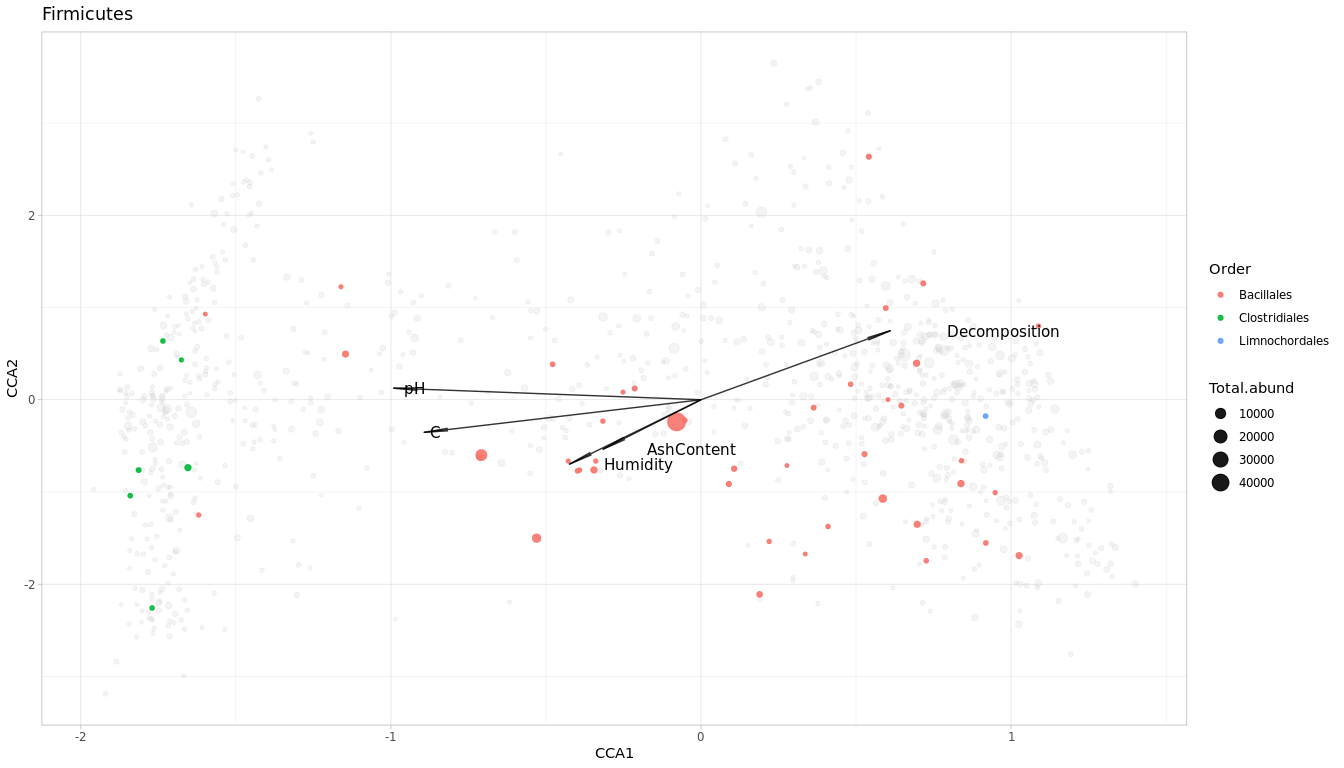 Firmicutes
CCA2
2
0
-2
Decomposition
pH
C
AshContent
Humidity
-2
-1
0
1
CCA1
Order
Bacillales
Clostridiales
Limnochordales
Total.abund
10000
20000
30000
40000